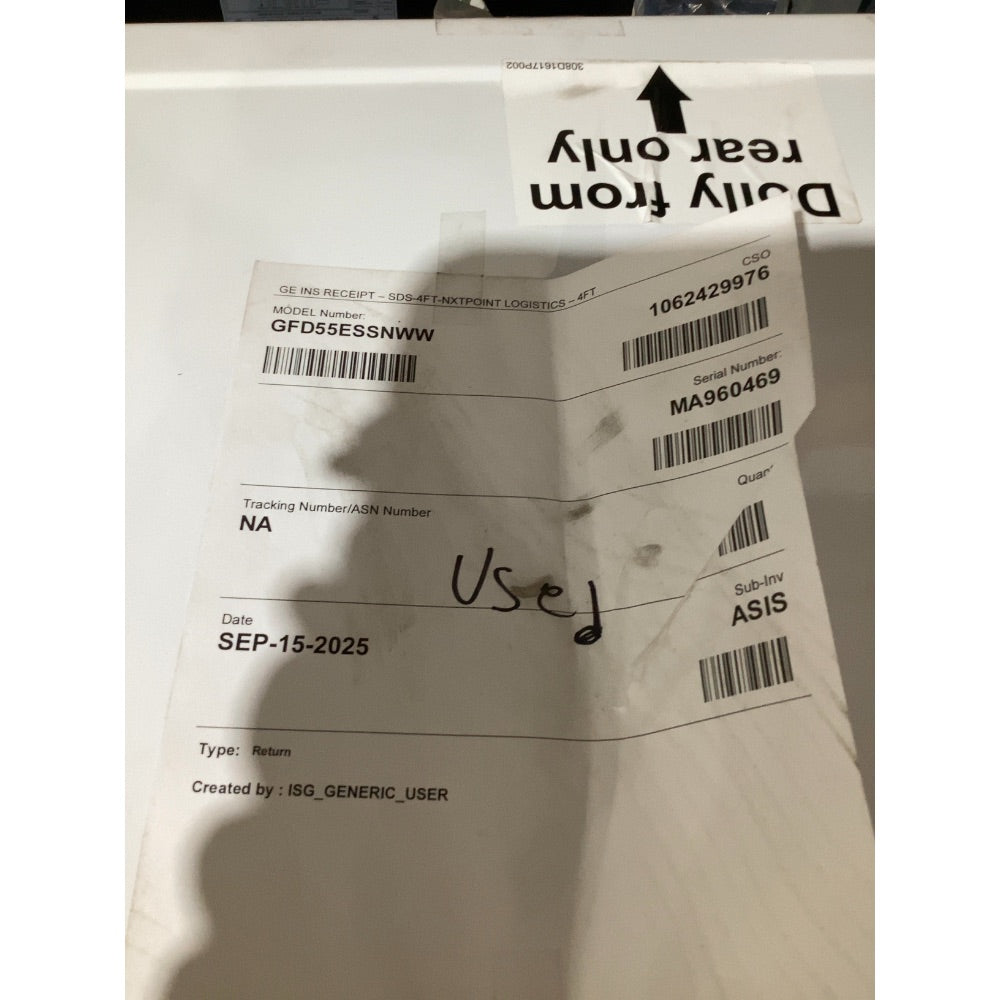 308D1617P002
Dolly from
rear only
GE INS RECEIPT – SDS-4FT-NXTPOINT LOGISTICS – 4FT
MODEL Number:
GFD55ESSNWW
CSO
1062429976
Serial Number:
MA960469
Tracking Number/ASN Number
NA
Quan
Used
Date
SEP-15-2025
Sub-Inv
ASIS
Type: Return
Created by : ISG_GENERIC_USER